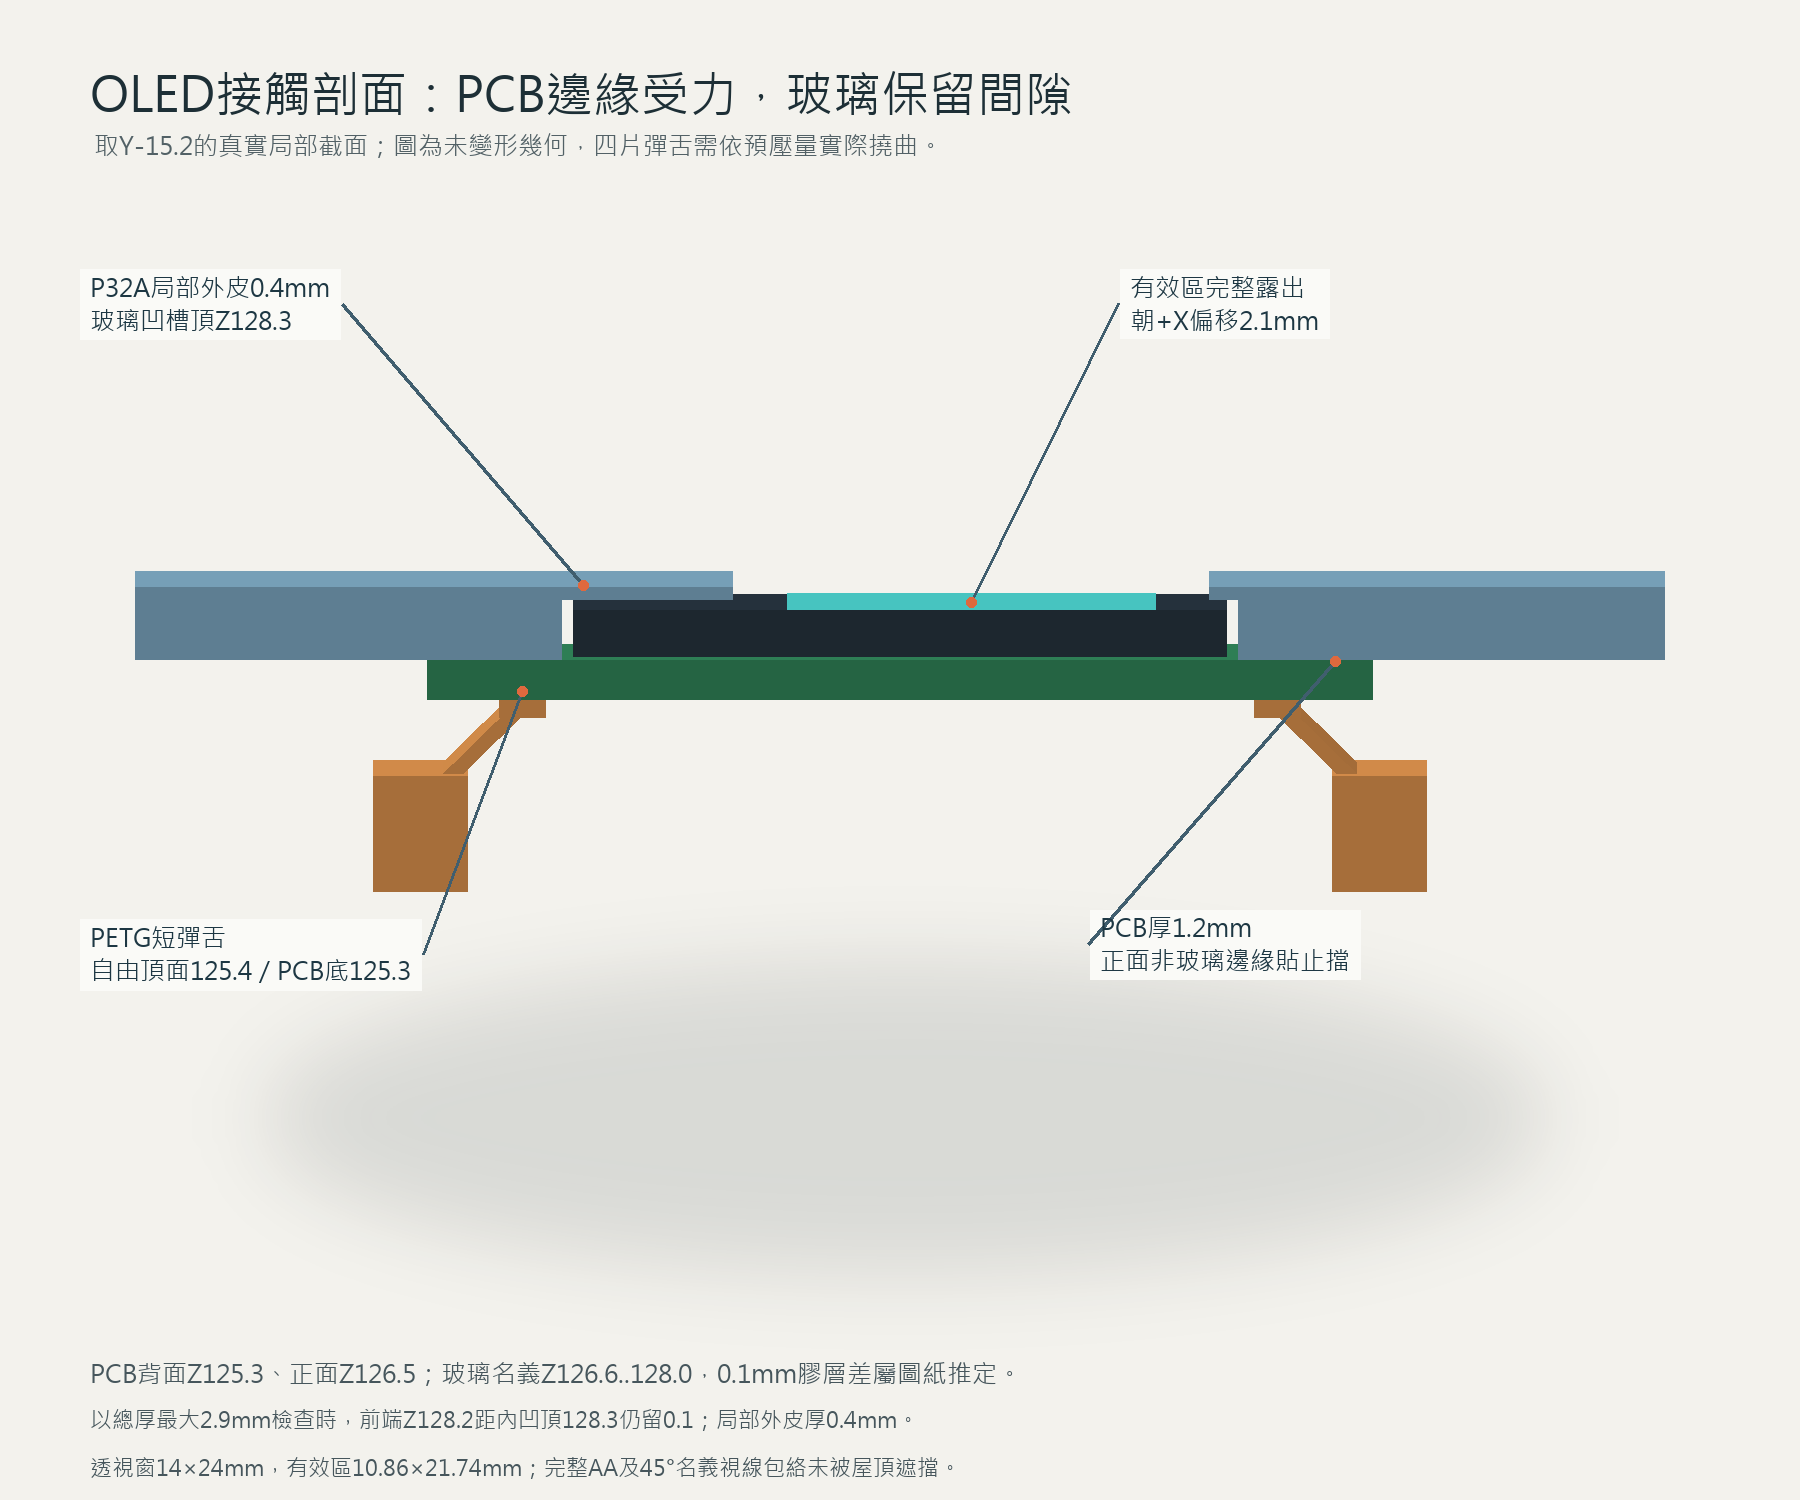 OLED接觸剖面：PCB邊緣受力，玻璃保留間隙
取Y-15.2的真實局部截面；圖為未變形幾何，四片彈舌需依預壓量實際撓曲。
P32A局部外皮0.4mm
玻璃凹槽頂Z128.3
有效區完整露出
朝+X偏移2.1mm
PETG短彈舌
自由頂面125.4 / PCB底125.3
PCB厚1.2mm
正面非玻璃邊緣貼止擋
PCB背面Z125.3、正面Z126.5；玻璃名義Z126.6..128.0，0.1mm膠層差屬圖紙推定。
以總厚最大2.9mm檢查時，前端Z128.2距內凹頂128.3仍留0.1；局部外皮厚0.4mm。
透視窗14×24mm，有效區10.86×21.74mm；完整AA及45°名義視線包絡未被屋頂遮擋。